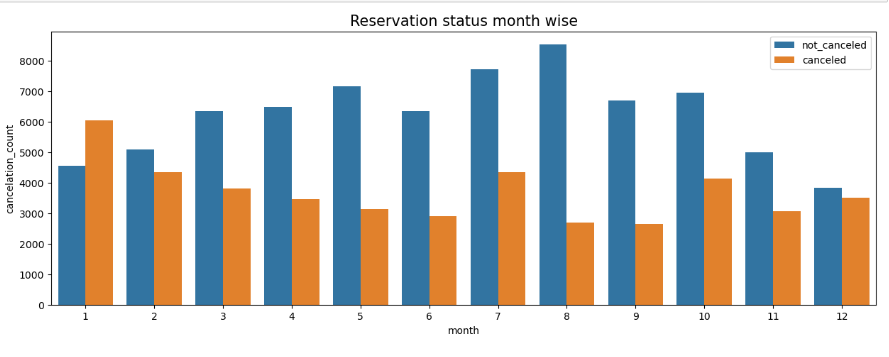 Reservation status month wise
not_canceled
canceled
8000
7000
6000
5000
4000
3000
2000
1000
0
cancelation_count
1 2 3 4 5 6 7 8 9 10 11 12
month